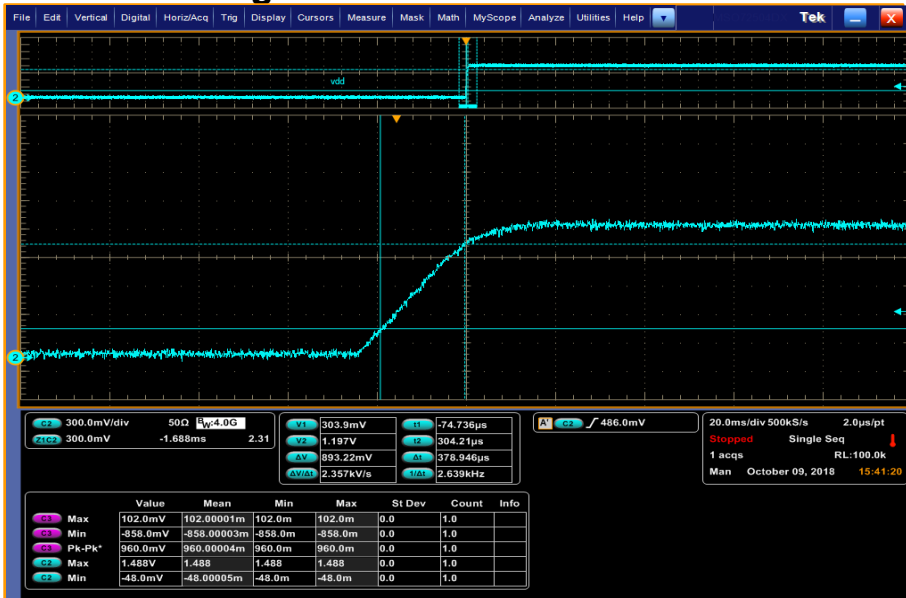 File Edit Vertical Digital Horiz/Acq Trig Display Cursors Measure Mask Math MyScope Analyze Utilities Help Tek X
vdd
2
2
C2 300.0mV/div 50Ω BW:4.0G
Z1C2 300.0mV -1.688ms 2.31
V1 303.9mV t1 -74.736µs
V2 1.197V t2 304.21µs
ΔV 893.22mV Δt 378.946µs
ΔV/Δt 2.357kV/s 1/Δt 2.639kHz
A' C2 486.0mV
20.0ms/div 500kS/s 2.0µs/pt
Stopped Single Seq
1 acqs RL:100.0k
Man October 09, 2018 15:41:20
Value Mean Min Max St Dev Count Info
C3 Max 102.0mV 102.00001m 102.0m 102.0m 0.0 1.0
C3 Min -858.0mV -858.00003m -858.0m -858.0m 0.0 1.0
C3 Pk-Pk* 960.0mV 960.00004m 960.0m 960.0m 0.0 1.0
C2 Max 1.488V 1.488 1.488 1.488 0.0 1.0
C2 Min -48.0mV -48.00005m -48.0m -48.0m 0.0 1.0